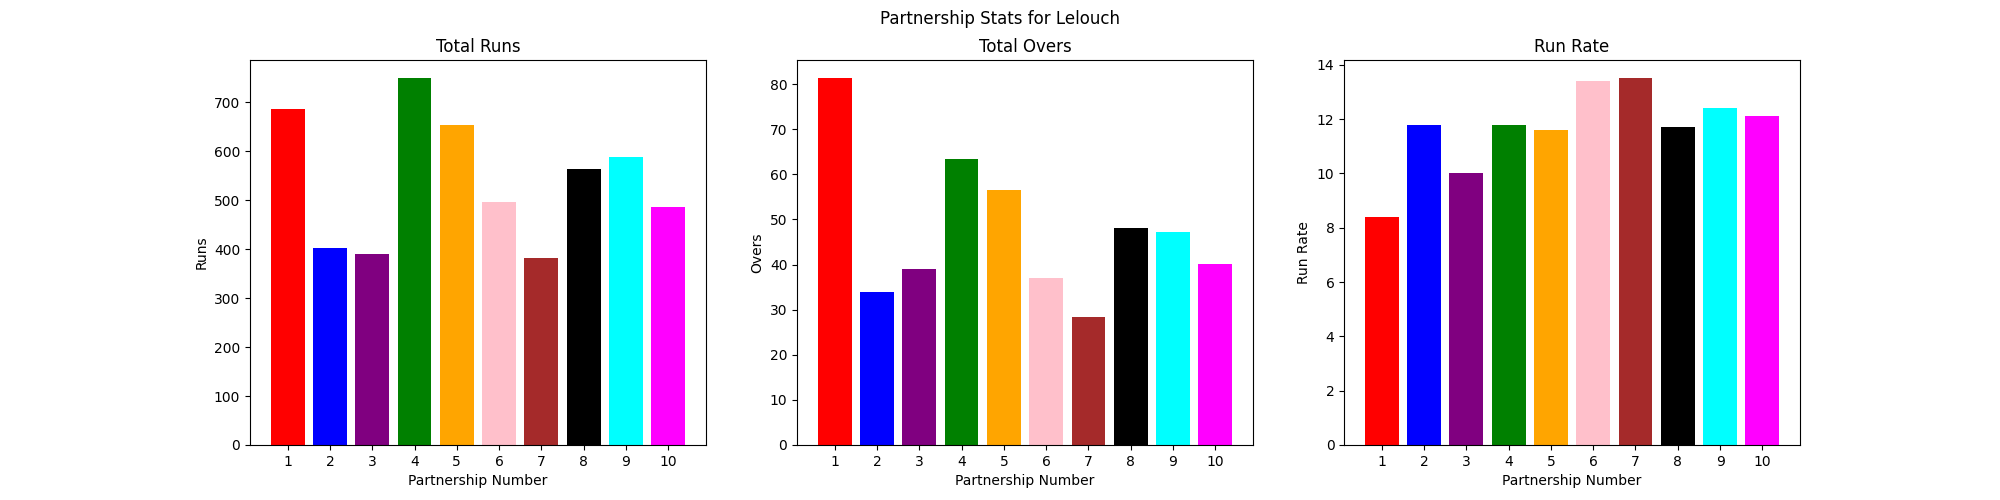 Partnership Stats for Lelouch
Total Runs
700
600
500
400
300
200
100
0
Runs
1 2 3 4 5 6 7 8 9 10
Partnership Number
Total Overs
80
70
60
50
40
30
20
10
0
Overs
1 2 3 4 5 6 7 8 9 10
Partnership Number
Run Rate
14
12
10
8
6
4
2
0
Run Rate
1 2 3 4 5 6 7 8 9 10
Partnership Number